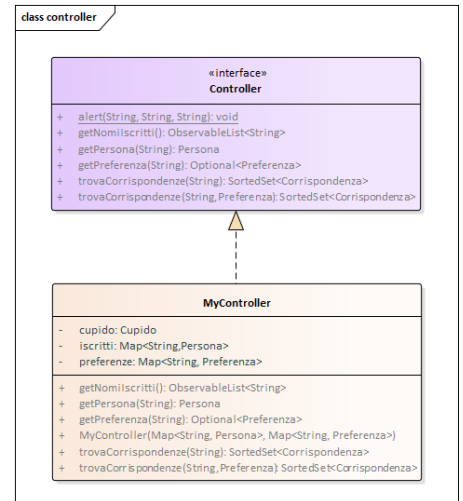 class controller
«interface»
Controller
+ alert(String, String, String): void
+ getNomiIscritti(): ObservableList<String>
+ getPersona(String): Persona
+ getPreferenza(String): Optional<Preferenza>
+ trovaCorrispondenze(String): SortedSet<Corrispondenza>
+ trovaCorrispondenze(String,Preferenza): SortedSet<Corrispondenza>
MyController
- cupido: Cupido
- iscritti: Map<String,Persona>
- preferenze: Map<String, Preferenza>
+ getNomiIscritti(): ObservableList<String>
+ getPersona(String): Persona
+ getPreferenza(String): Optional<Preferenza>
+ MyController(Map<String, Persona>, Map<String, Preferenza>)
+ trovaCorrispondenze(String): SortedSet<Corrispondenza>
+ trovaCorrispondenze(String,Preferenza): SortedSet<Corrispondenza>